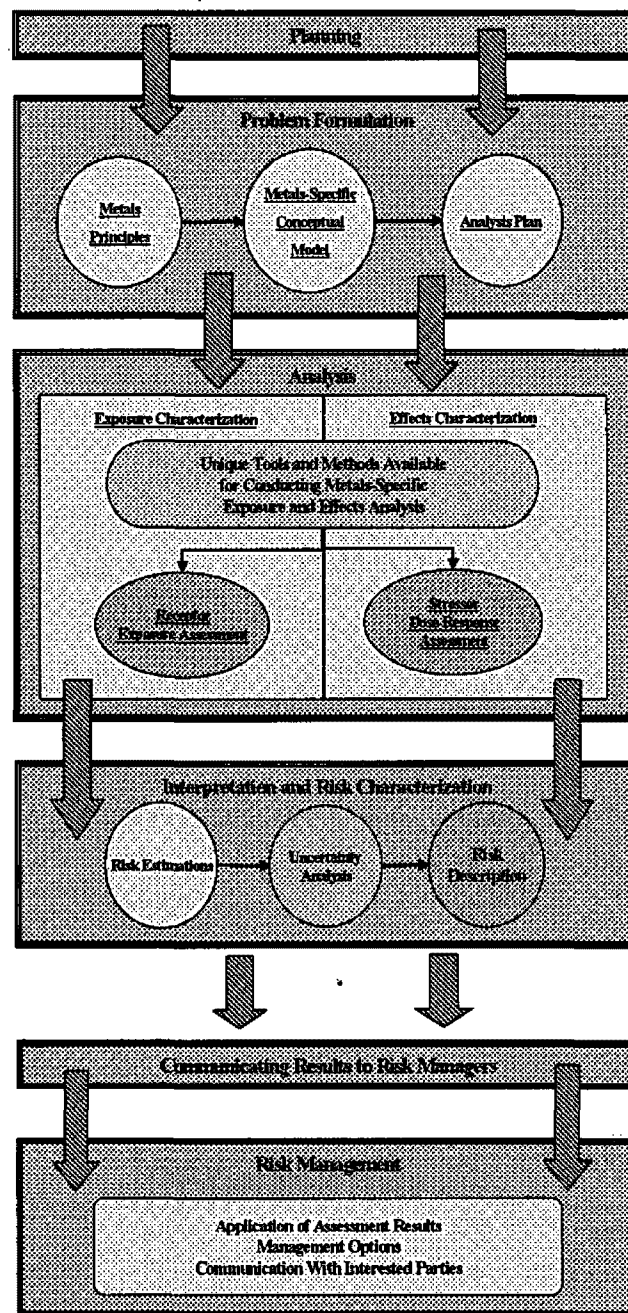 Planning
Problem Formulation
Metals
Principles
Metals-Specific
Conceptual
Model
Analysis Plan
Analysis
Exposure Characterization
Effects Characterization
Unique Tools and Methods Available
for Conducting Metals-Specific
Exposure and Effects Analysis
Receptor
Exposure Assessment
Stressor
Dose-Response
Assessment
Interpretation and Risk Characterization
Risk Estimations
Uncertainty
Analysis
Risk
Description
Communicating Results to Risk Managers
Risk Management
Application of Assessment Results
Management Options
Communication With Interested Parties